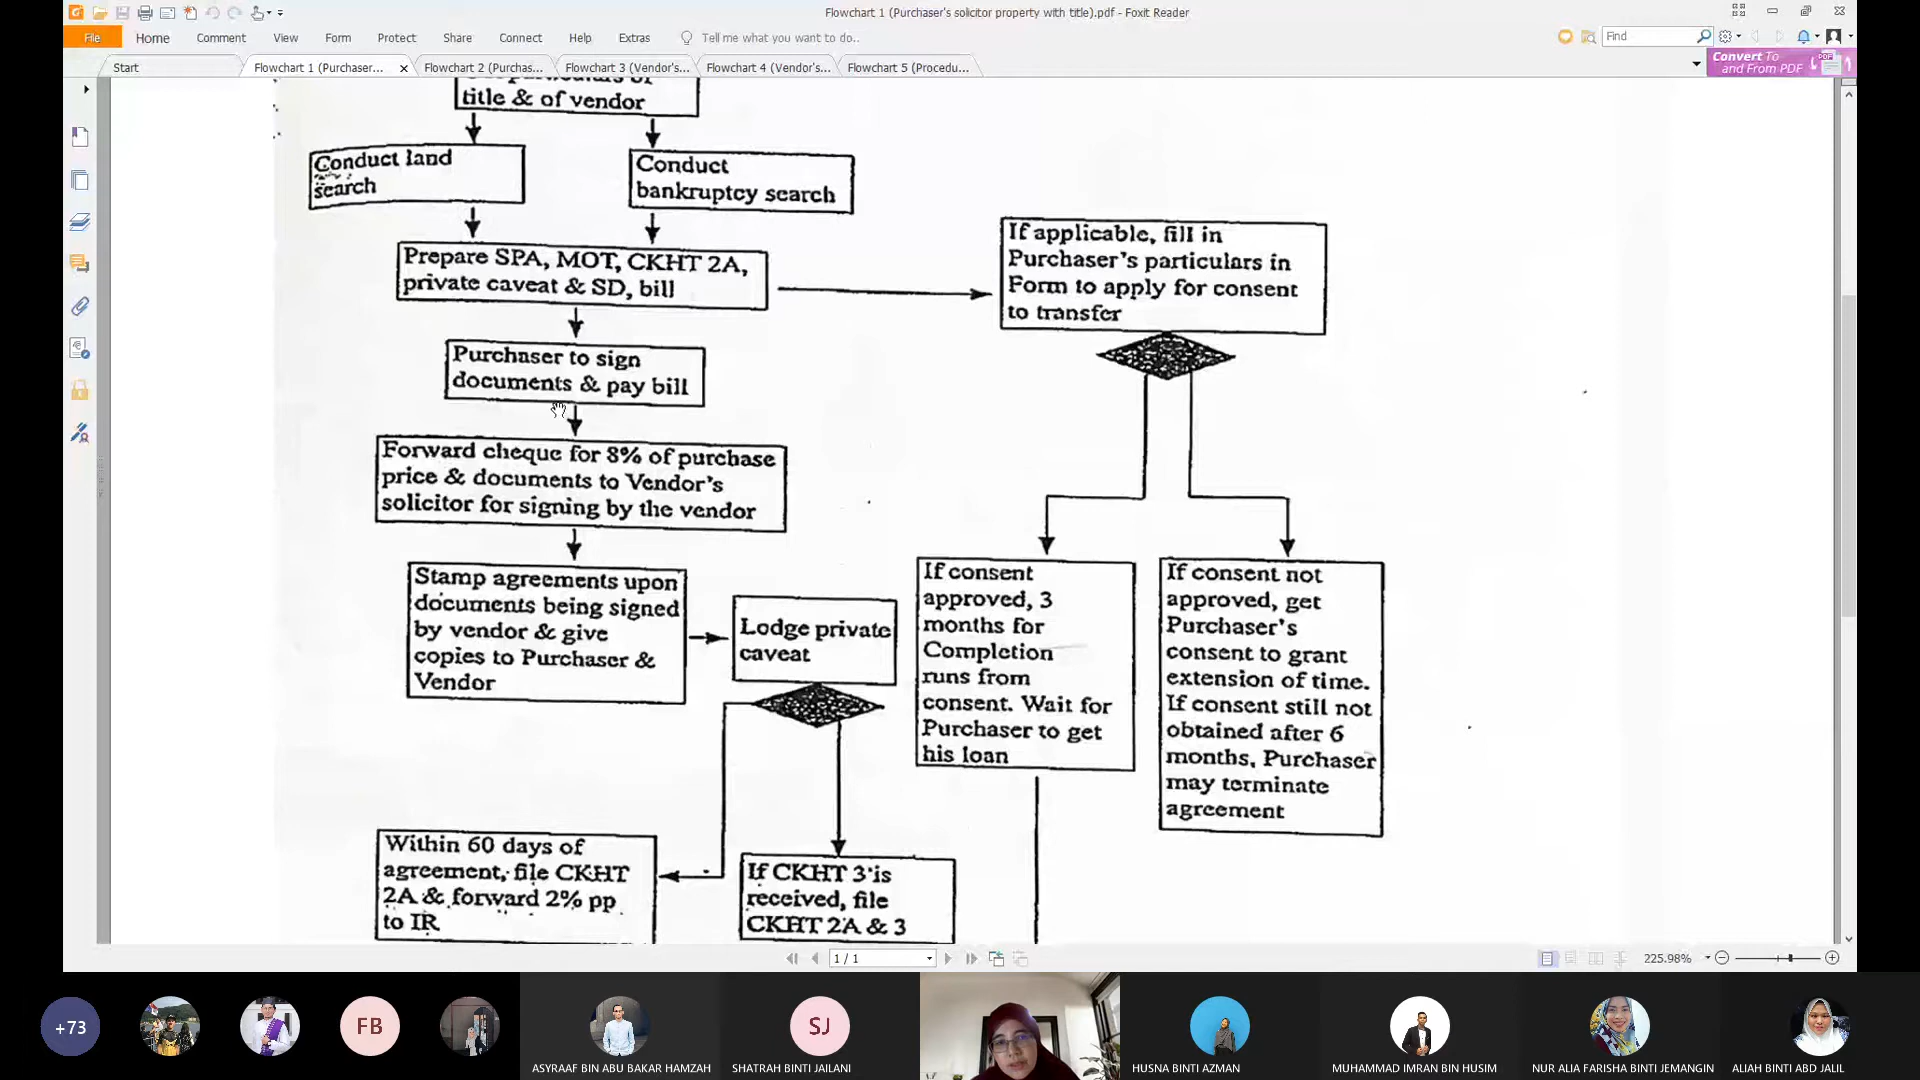 Flowchart 1 (Purchaser's solicitor property with title).pdf - Foxit Reader
File Home Comment View Form Protect Share Connect Help Extras Tell me what you want to do.. Find
Convert To
and From PDF
PDF
Start Flowchart 1 (Purchaser... Flowchart 2 (Purchas... Flowchart 3 (Vendor's... Flowchart 4 (Vendor's... Flowchart 5 (Procedu...
title & of vendor
Conduct land
search
Conduct
bankruptcy search
Prepare SPA, MOT, CKHT 2A,
private caveat & SD, bill
If applicable, fill in
Purchaser's particulars in
Form to apply for consent
to transfer
Purchaser to sign
documents & pay bill
Forward cheque for 8% of purchase
price & documents to Vendor's
solicitor for signing by the vendor
Stamp agreements upon
documents being signed
by vendor & give
copies to Purchaser &
Vendor
Lodge private
caveat
If consent
approved, 3
months for
Completion
runs from
consent. Wait for
Purchaser to get
his loan
If consent not
approved, get
Purchaser's
consent to grant
extension of time.
If consent still not
obtained after 6
months, Purchaser
may terminate
agreement
Within 60 days of
agreement, file CKHT
2A & forward 2% pp
to IR
If CKHT 3 is
received, file
CKHT 2A & 3
1 / 1
225.98%
+73
FB
SJ
ASYRAAF BIN ABU BAKAR HAMZAH
SHATRAH BINTI JAILANI
HUSNA BINTI AZMAN
MUHAMMAD IMRAN BIN HUSIM
NUR ALIA FARISHA BINTI JEMANGIN
ALIAH BINTI ABD JALIL